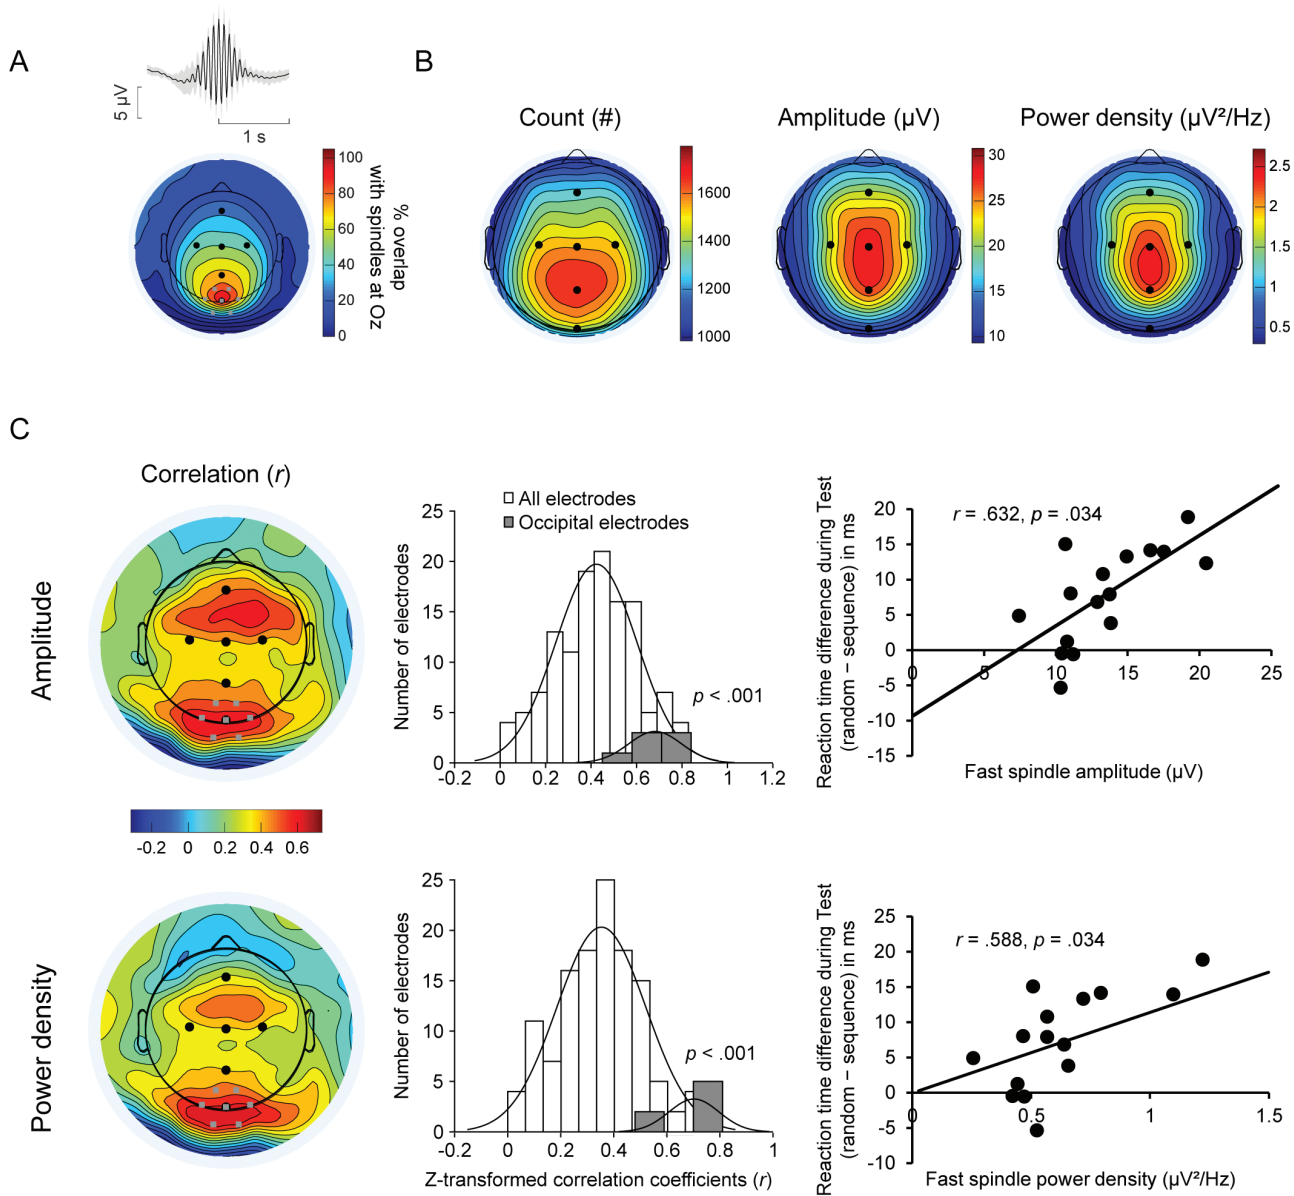 A
5 µV
1 s
100
80
60
40
20
0
% overlap
with spindles at Oz
B
Count (#)
1600
1400
1200
1000
Amplitude (µV)
30
25
20
15
10
Power density (µV²/Hz)
2.5
2
1.5
1
0.5
C
Correlation (r)
Amplitude
-0.2 0 0.2 0.4 0.6
Power density
All electrodes
Occipital electrodes
Number of electrodes
25
20
15
10
5
0
p < .001
-0.2 0 0.2 0.4 0.6 0.8 1 1.2
Reaction time difference during Test
(random − sequence) in ms
r = .632, p = .034
20
15
10
5
0
-5
-10
-15
0 5 10 15 20 25
Fast spindle amplitude (µV)
Number of electrodes
25
20
15
10
5
0
p < .001
-0.2 0 0.2 0.4 0.6 0.8 1
Z-transformed correlation coefficients (r)
Reaction time difference during Test
(random − sequence) in ms
r = .588, p = .034
25
20
15
10
5
0
-5
-10
0 0.5 1 1.5
Fast spindle power density (µV²/Hz)